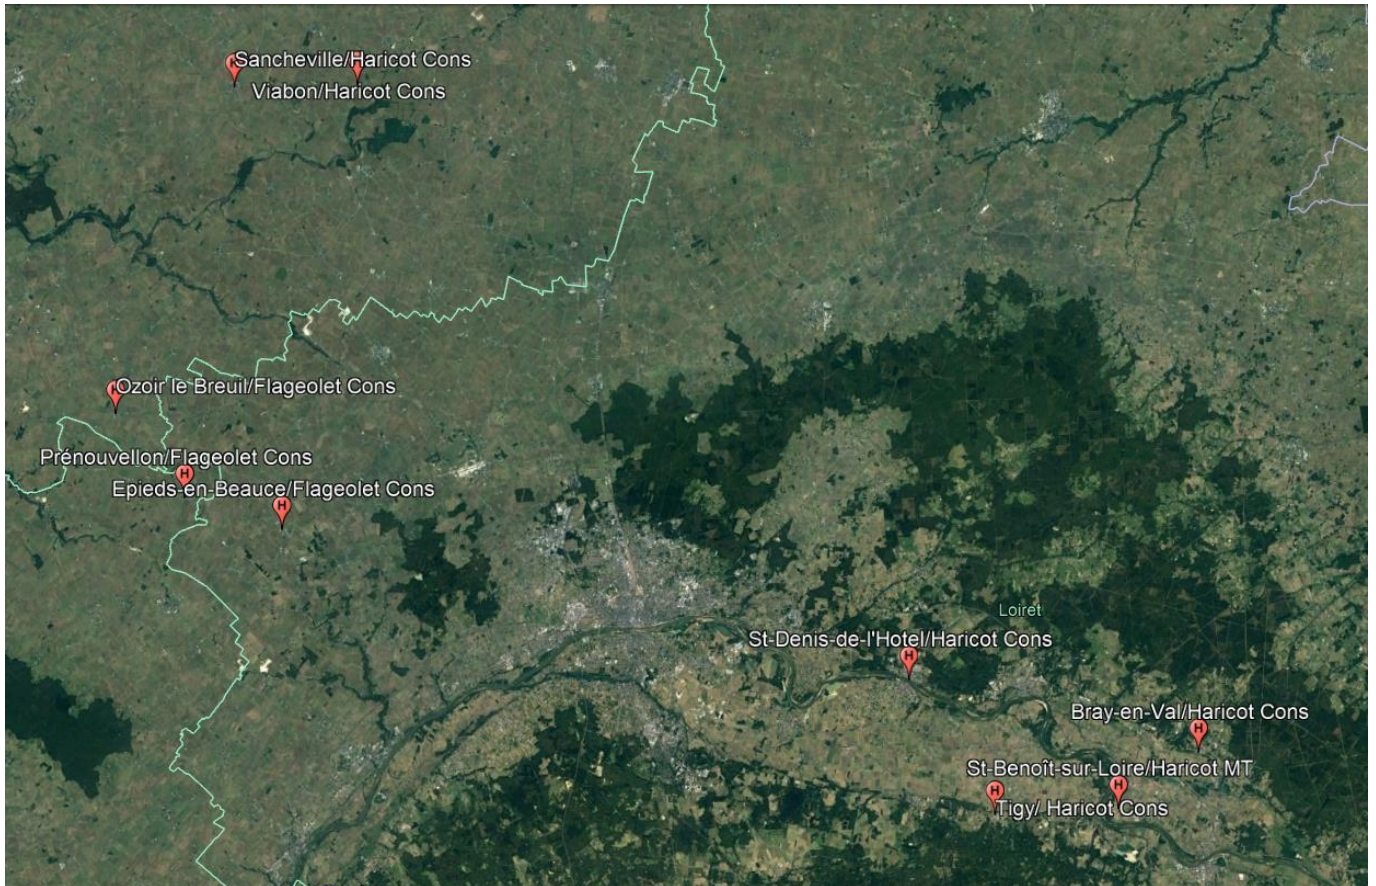 Sancheville/Haricot Cons
Viabon/Haricot Cons
Ozoir le Breuil/Flageolet Cons
Prénouvellon/Flageolet Cons
H
Epieds-en-Beauce/Flageolet Cons
H
Loiret
St-Denis-de-l'Hotel/Haricot Cons
H
Bray-en-Val/Haricot Cons
H
St-Benoît-sur-Loire/Haricot MT
H
H
Tigy/ Haricot Cons